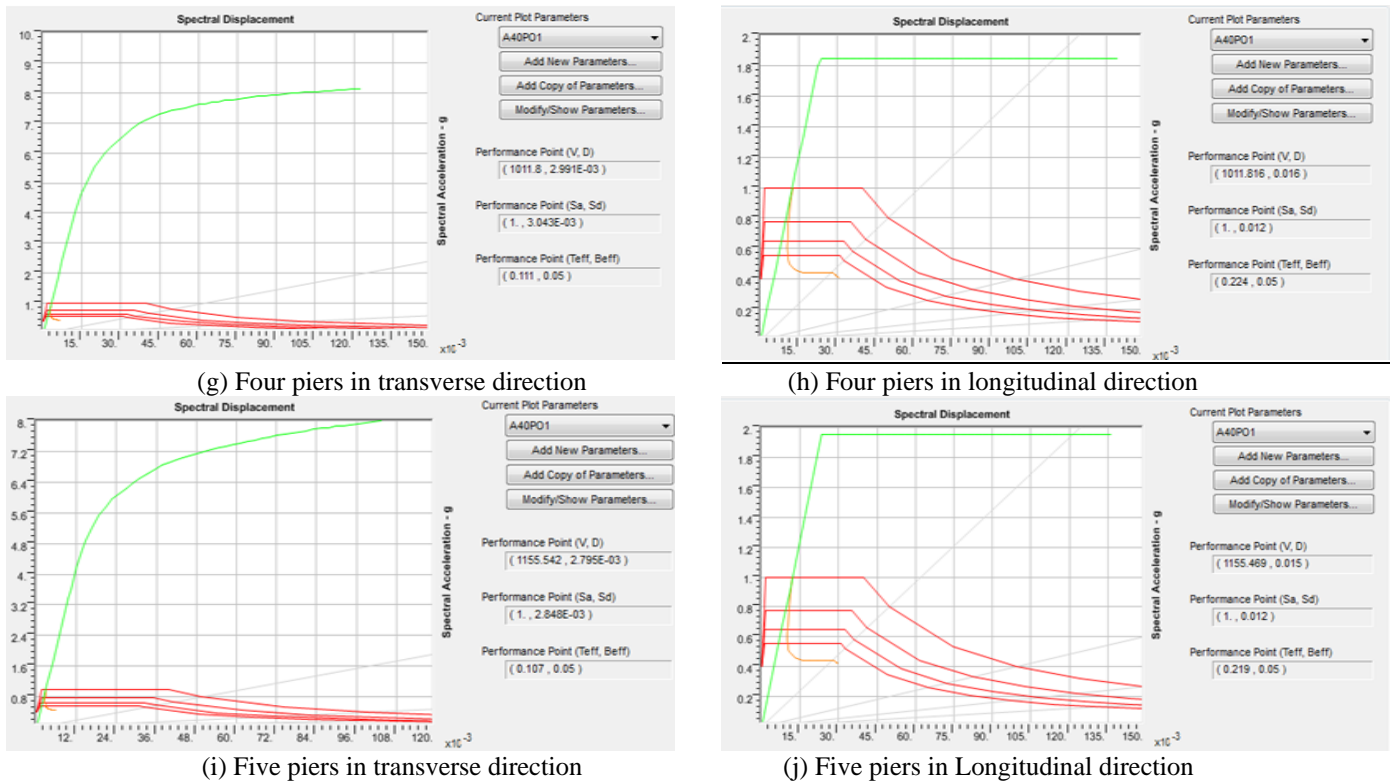 Spectral Displacement
10.
9.
8.
7.
6.
5.
4.
3.
2.
1.
15. 30. 45. 60. 75. 90. 105. 120. 135. 150.
x10 -3
Spectral Acceleration - g
Current Plot Parameters
A40PO1
Add New Parameters...
Add Copy of Parameters...
Modify/Show Parameters...
Performance Point (V, D)
( 1011.8 , 2.991E-03 )
Performance Point (Sa, Sd)
( 1. , 3.043E-03 )
Performance Point (Teff, Beff)
( 0.111 , 0.05 )
(g) Four piers in transverse direction
Spectral Displacement
2.
1.8
1.6
1.4
1.2
1.
0.8
0.6
0.4
0.2
15. 30. 45. 60. 75. 90. 105. 120. 135. 150.
x10 -3
Current Plot Parameters
A40PO1
Add New Parameters...
Add Copy of Parameters...
Modify/Show Parameters...
Performance Point (V, D)
( 1011.816 , 0.016 )
Performance Point (Sa, Sd)
( 1. , 0.012 )
Performance Point (Teff, Beff)
( 0.224 , 0.05 )
(h) Four piers in longitudinal direction
Spectral Displacement
8.
7.2
6.4
5.6
4.8
4.
3.2
2.4
1.6
0.8
12. 24. 36. 48. 60. 72. 84. 96. 108. 120.
x10 -3
Spectral Acceleration - g
Current Plot Parameters
A40PO1
Add New Parameters...
Add Copy of Parameters...
Modify/Show Parameters...
Performance Point (V, D)
( 1155.542 , 2.795E-03 )
Performance Point (Sa, Sd)
( 1. , 2.848E-03 )
Performance Point (Teff, Beff)
( 0.107 , 0.05 )
(i) Five piers in transverse direction
Spectral Displacement
2.
1.8
1.6
1.4
1.2
1.
0.8
0.6
0.4
0.2
15. 30. 45. 60. 75. 90. 105. 120. 135. 150.
x10 -3
Current Plot Parameters
A40PO1
Add New Parameters...
Add Copy of Parameters...
Modify/Show Parameters...
Performance Point (V, D)
( 1155.469 , 0.015 )
Performance Point (Sa, Sd)
( 1. , 0.012 )
Performance Point (Teff, Beff)
( 0.219 , 0.05 )
(j) Five piers in Longitudinal direction